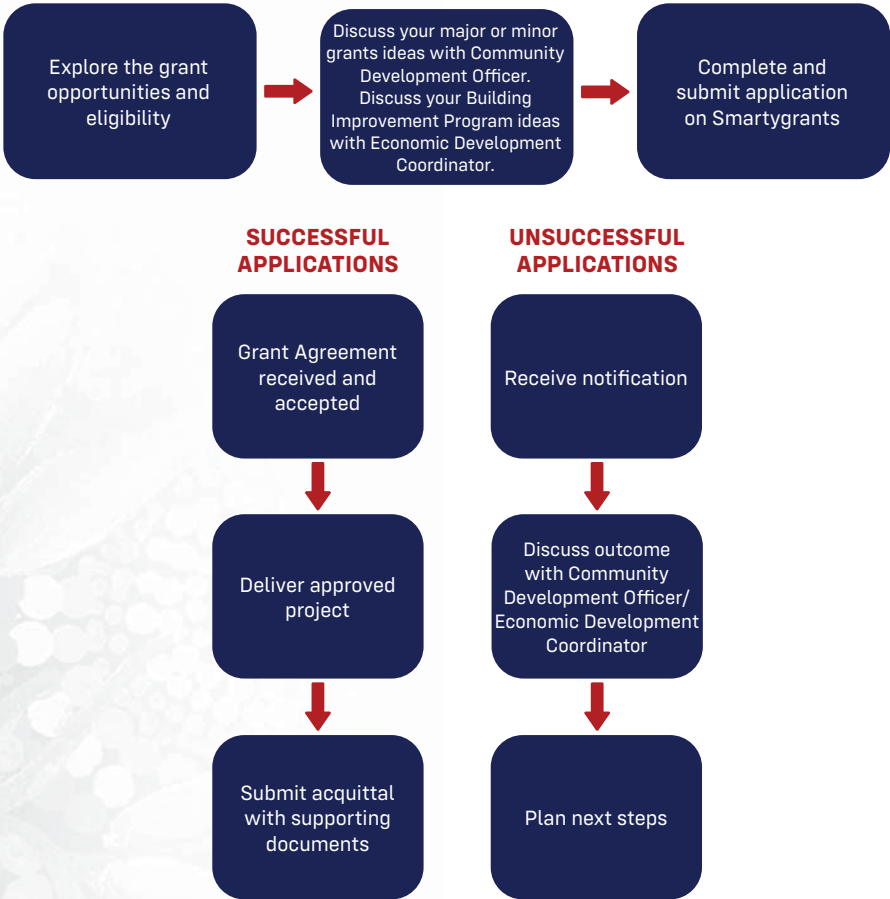 Explore the grant
opportunities and
eligibility
Discuss your major or minor
grants ideas with Community
Development Officer.
Discuss your Building
Improvement Program ideas
with Economic Development
Coordinator.
Complete and
submit application
on Smartygrants
SUCCESSFUL
APPLICATIONS
Grant Agreement
received and
accepted
Deliver approved
project
Submit acquittal
with supporting
documents
UNSUCCESSFUL
APPLICATIONS
Receive notification
Discuss outcome
with Community
Development Officer/
Economic Development
Coordinator
Plan next steps